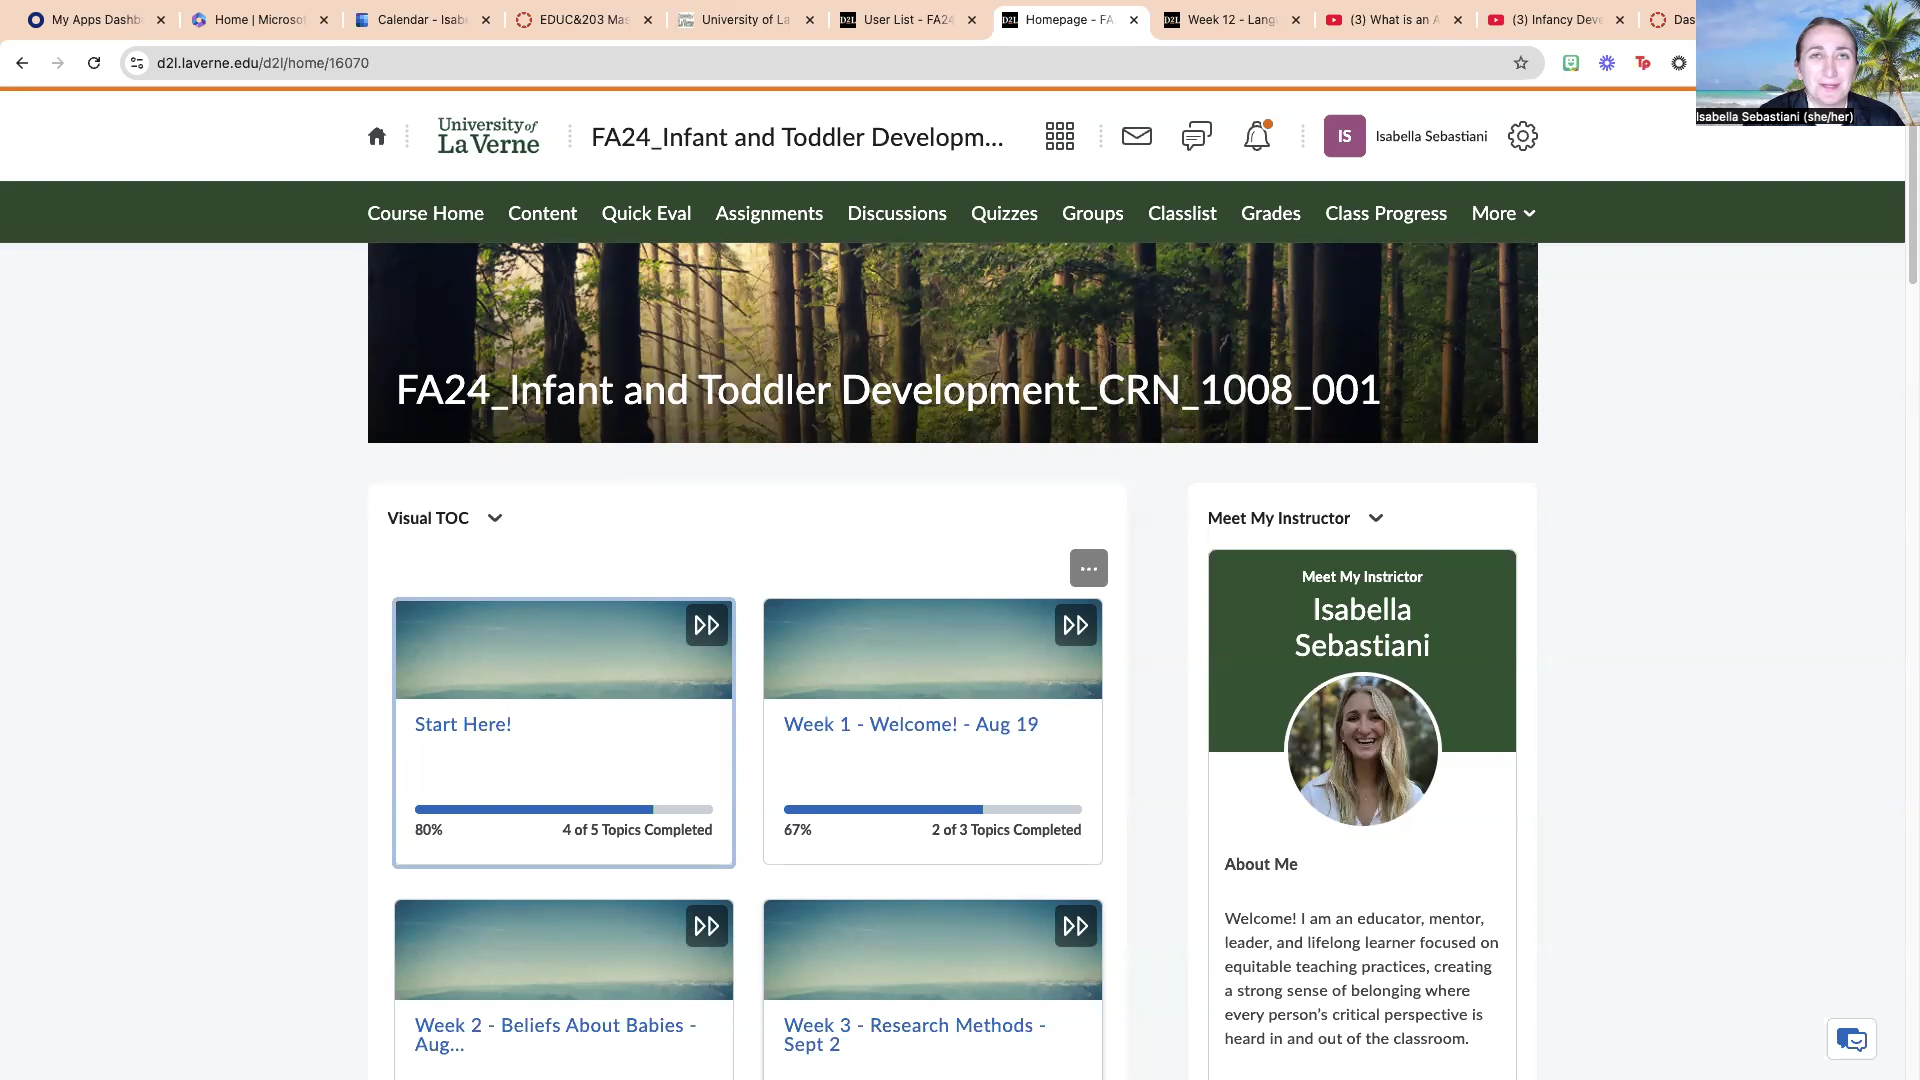 My Apps Dashb
Home | Microsof
Calendar - Isab
EDUC&203 Mas
University of La
User List - FA24
Homepage - FA
Week 12 - Lang
(3) What is an A
(3) Infancy Deve
Das
d2l.laverne.edu/d2l/home/16070
Tp
Isabella Sebastiani (she/her)
University of
La Verne
FA24_Infant and Toddler Developm...
IS
Isabella Sebastiani
Course Home
Content
Quick Eval
Assignments
Discussions
Quizzes
Groups
Classlist
Grades
Class Progress
More
FA24_Infant and Toddler Development_CRN_1008_001
Visual TOC
Start Here!
80%
4 of 5 Topics Completed
Week 1 - Welcome! - Aug 19
67%
2 of 3 Topics Completed
Week 2 - Beliefs About Babies -
Aug...
Week 3 - Research Methods -
Sept 2
Meet My Instructor
Meet My Instrictor
Isabella
Sebastiani
About Me
Welcome! I am an educator, mentor,
leader, and lifelong learner focused on
equitable teaching practices, creating
a strong sense of belonging where
every person's critical perspective is
heard in and out of the classroom.